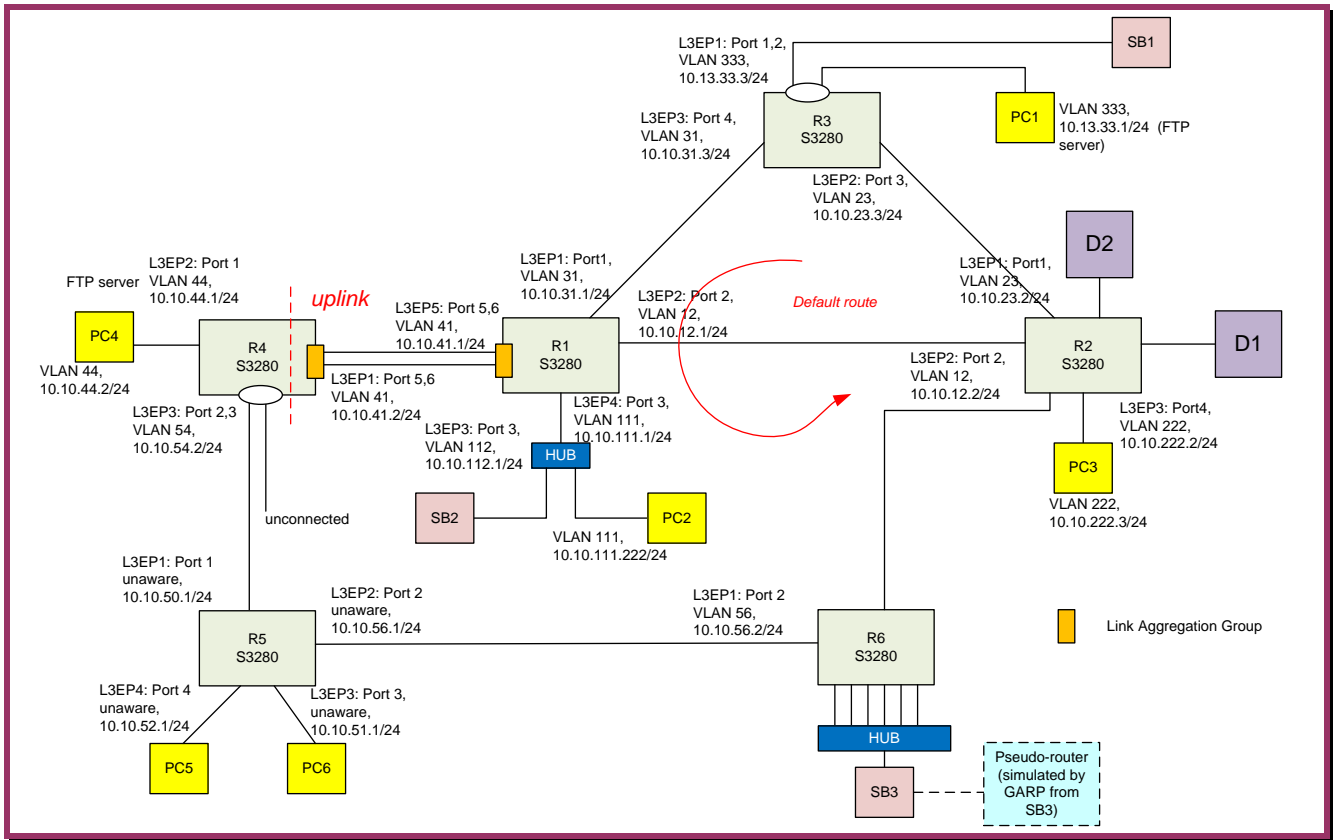 L3EP1: Port 1,2,
VLAN 333,
10.13.33.3/24
SB1
L3EP3: Port 4,
VLAN 31,
10.10.31.3/24
R3
S3280
PC1
VLAN 333,
10.13.33.1/24 (FTP
server)
L3EP2: Port 3,
VLAN 23,
10.10.23.3/24
D2
FTP server
L3EP2: Port 1
VLAN 44,
10.10.44.1/24
uplink
L3EP1: Port1,
VLAN 31,
10.10.31.1/24
L3EP1: Port1,
VLAN 23,
10.10.23.2/24
L3EP5: Port 5,6
VLAN 41,
10.10.41.1/24
L3EP2: Port 2,
VLAN 12,
10.10.12.1/24
Default route
PC4
R4
S3280
R1
S3280
R2
S3280
D1
VLAN 44,
10.10.44.2/24
L3EP1: Port 5,6
VLAN 41,
10.10.41.2/24
L3EP2: Port 2,
VLAN 12,
10.10.12.2/24
L3EP3: Port 2,3
VLAN 54,
10.10.54.2/24
L3EP3: Port 3,
VLAN 112,
10.10.112.1/24
L3EP4: Port 3,
VLAN 111,
10.10.111.1/24
L3EP3: Port4,
VLAN 222,
10.10.222.2/24
HUB
PC3
VLAN 222,
10.10.222.3/24
unconnected
SB2
PC2
VLAN 111,
10.10.111.222/24
L3EP1: Port 1
unaware,
10.10.50.1/24
L3EP2: Port 2
unaware,
10.10.56.1/24
L3EP1: Port 2
VLAN 56,
10.10.56.2/24
R5
S3280
R6
S3280
Link Aggregation Group
L3EP4: Port 4
unaware,
10.10.52.1/24
L3EP3: Port 3,
unaware,
10.10.51.1/24
HUB
PC5
PC6
SB3
Pseudo-router
(simulated by
GARP from
SB3)